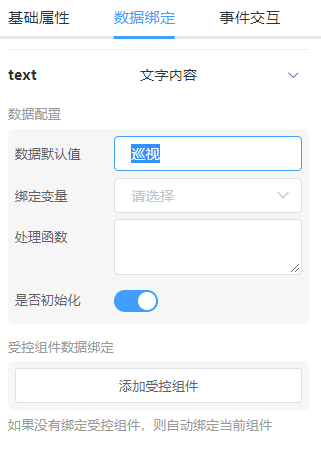 基础属性 数据绑定 事件交互
text 文字内容
数据配置
数据默认值 巡视
绑定变量 请选择
处理函数
是否初始化
受控组件数据绑定
添加受控组件
如果没有绑定受控组件，则自动绑定当前组件